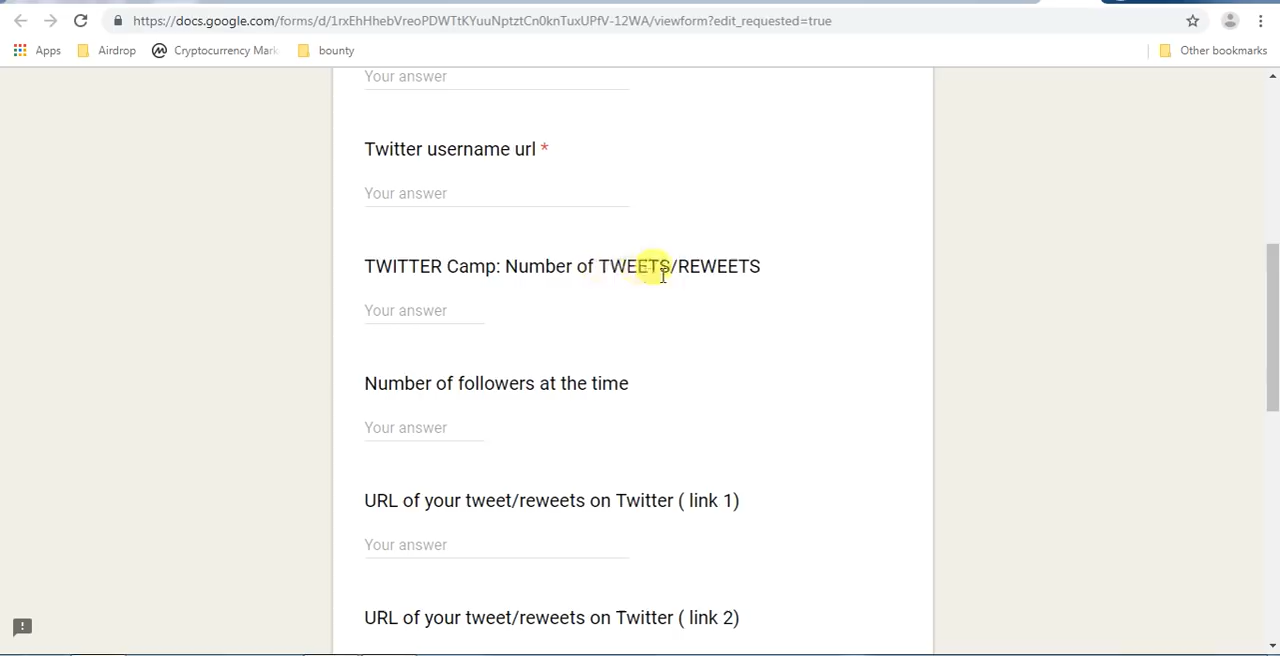 https://docs.google.com/forms/d/1rxEhHhebVreoPDWTtKYuuNptztCn0knTuxUPfV-12WA/viewform?edit_requested=true
Apps Airdrop Cryptocurrency Mark bounty Other bookmarks
Your answer
Twitter username url *
Your answer
TWITTER Camp: Number of TWEETS/REWEETS
Your answer
Number of followers at the time
Your answer
URL of your tweet/reweets on Twitter ( link 1)
Your answer
URL of your tweet/reweets on Twitter ( link 2)